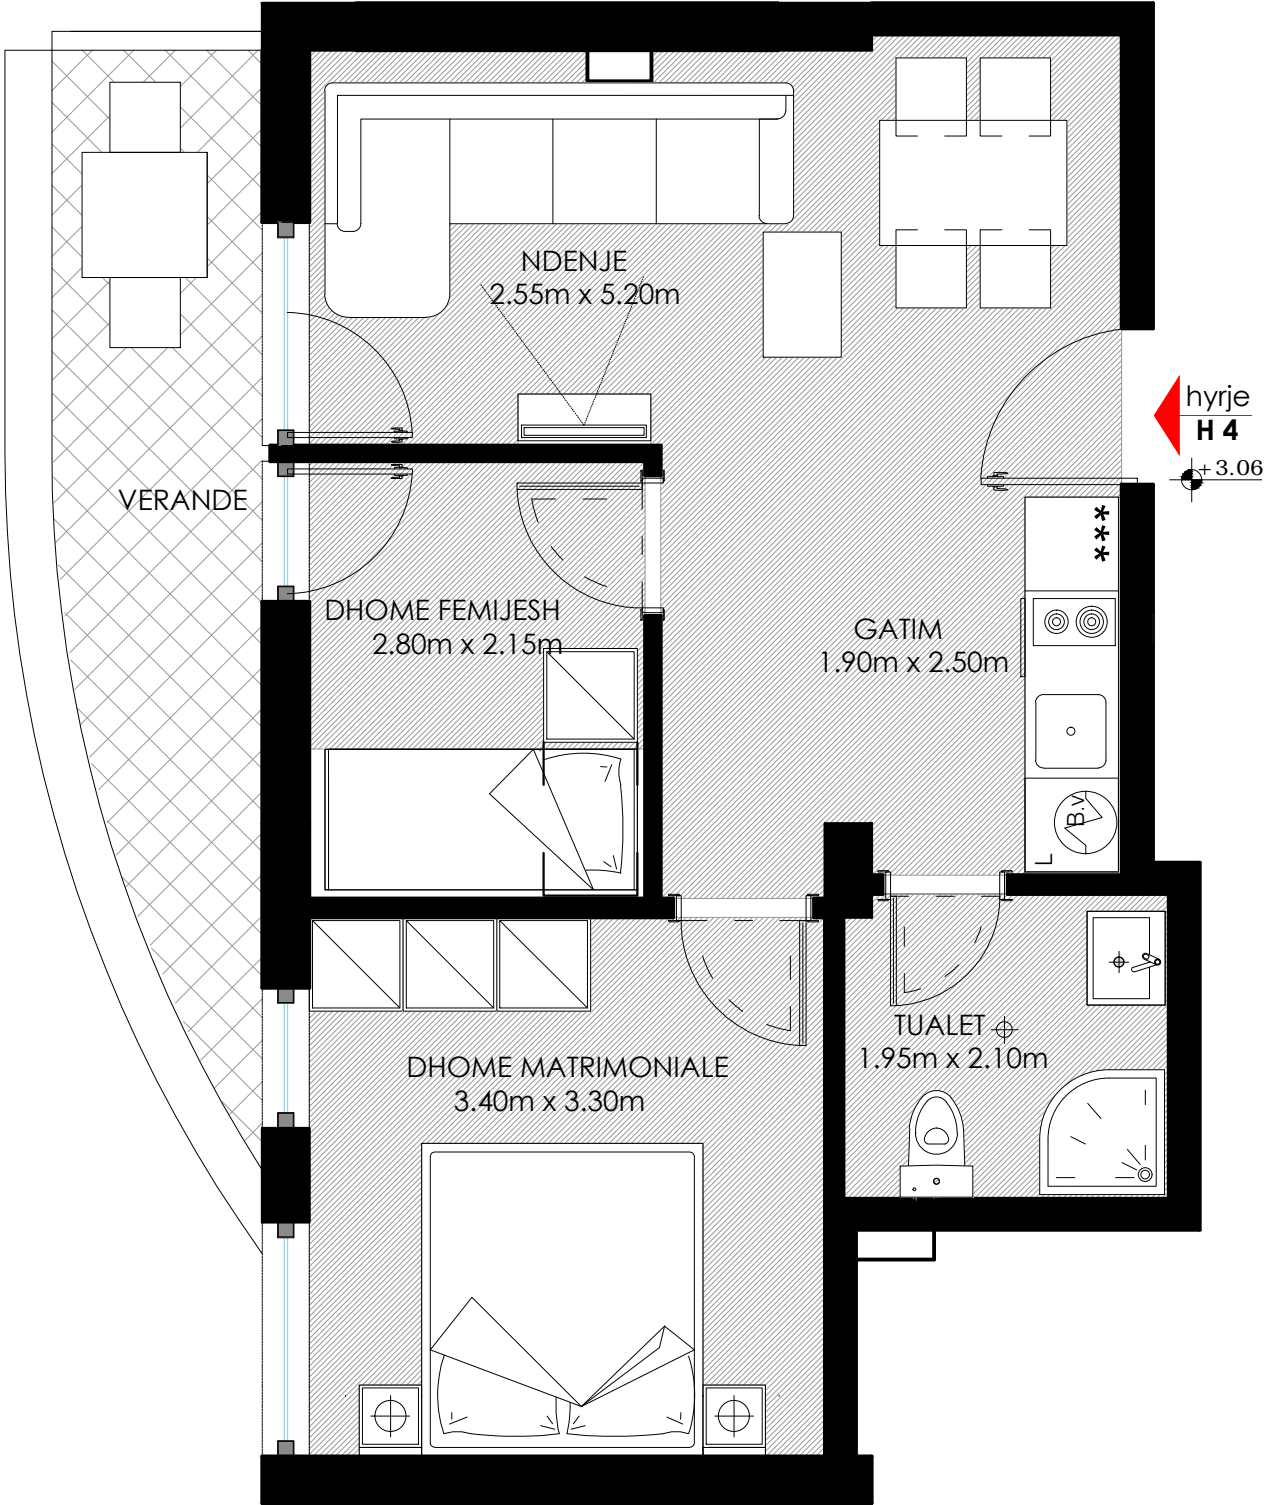 NDENJE
2.55m x 5.20m
hyrje
H 4
+3.06
VERANDE
***
DHOME FEMIJESH
2.80m x 2.15m
GATIM
1.90m x 2.50m
B.V
L
TUALET
1.95m x 2.10m
DHOME MATRIMONIALE
3.40m x 3.30m